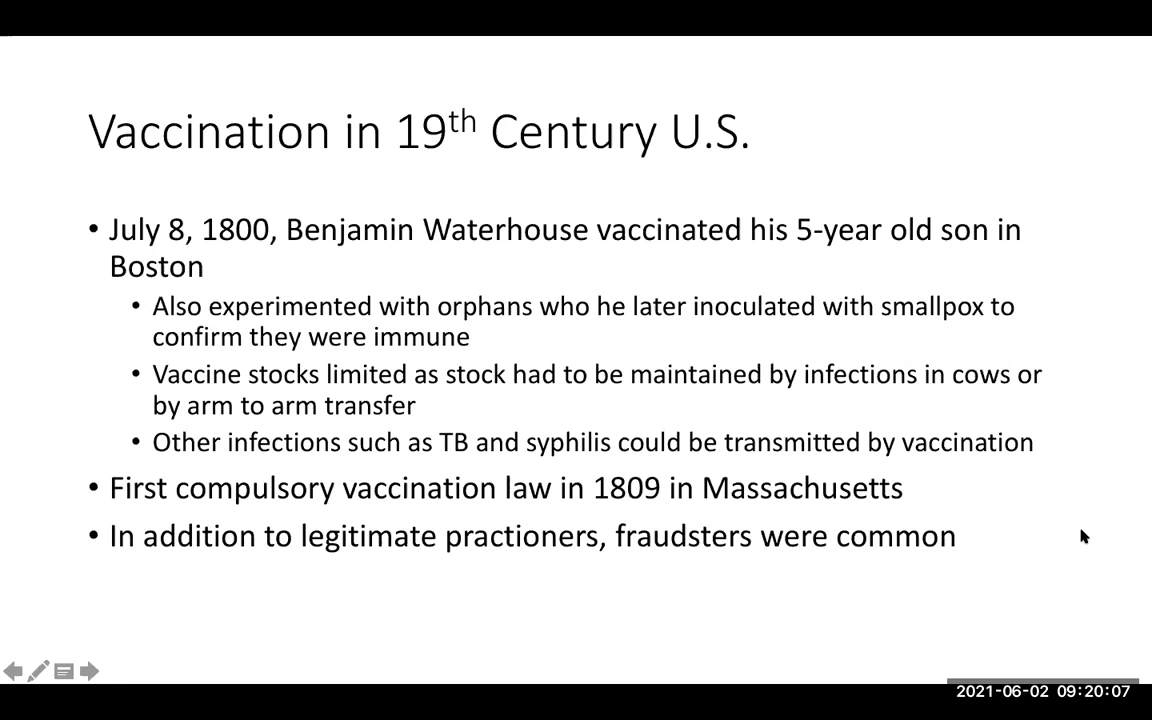 Vaccination in 19th Century U.S.
• July 8, 1800, Benjamin Waterhouse vaccinated his 5-year old son in
Boston
• Also experimented with orphans who he later inoculated with smallpox to
confirm they were immune
• Vaccine stocks limited as stock had to be maintained by infections in cows or
by arm to arm transfer
• Other infections such as TB and syphilis could be transmitted by vaccination
• First compulsory vaccination law in 1809 in Massachusetts
• In addition to legitimate practioners, fraudsters were common
2021-06-02 09:20:07